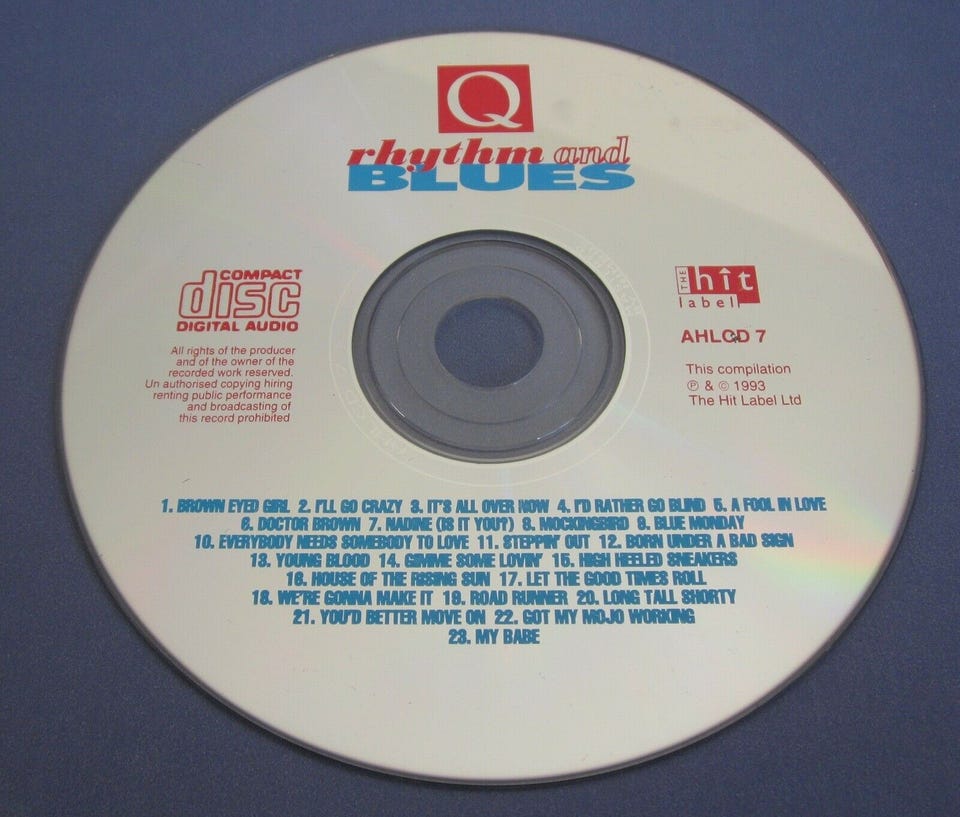 Q
rhythm and
BLUES
COMPACT
disc
DIGITAL AUDIO
All rights of the producer
and of the owner of the
recorded work reserved.
Un authorised copying hiring
renting public performance
and broadcasting of
this record prohibited
THE hit
label
AHLCD 7
This compilation
℗ & © 1993
The Hit Label Ltd
1. BROWN EYED GIRL 2. I'LL GO CRAZY 3. IT'S ALL OVER NOW 4. I'D RATHER GO BLIND 5. A FOOL IN LOVE
6. DOCTOR BROWN 7. NADINE (IS IT YOU?) 8. MOCKINGBIRD 9. BLUE MONDAY
10. EVERYBODY NEEDS SOMEBODY TO LOVE 11. STEPPIN' OUT 12. BORN UNDER A BAD SIGN
13. YOUNG BLOOD 14. GIMME SOME LOVIN' 15. HIGH HEELED SNEAKERS
16. HOUSE OF THE RISING SUN 17. LET THE GOOD TIMES ROLL
18. WE'RE GONNA MAKE IT 19. ROAD RUNNER 20. LONG TALL SHORTY
21. YOU'D BETTER MOVE ON 22. GOT MY MOJO WORKING
23. MY BABE